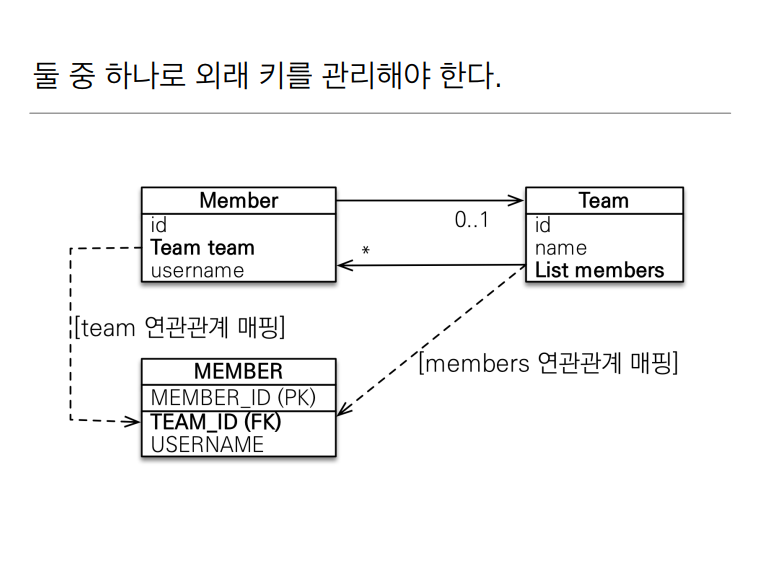 둘 중 하나로 외래 키를 관리해야 한다.
Member
id
Team team
username
0..1
*
Team
id
name
List members
[team 연관관계 매핑]
[members 연관관계 매핑]
MEMBER
MEMBER_ID (PK)
TEAM_ID (FK)
USERNAME